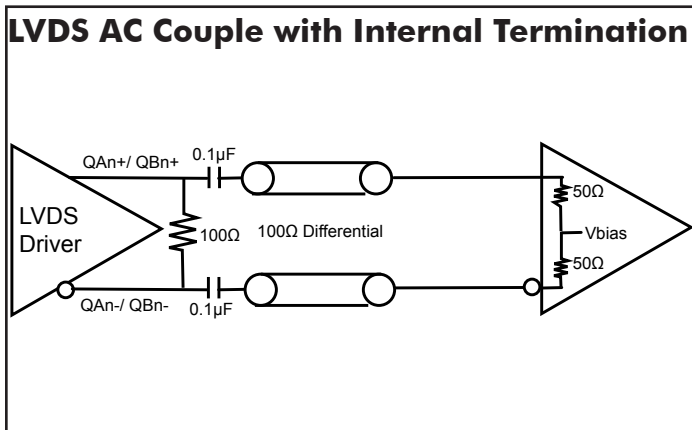 LVDS AC Couple with Internal Termination
QAn+/ QBn+
0.1µF
50Ω
LVDS
Driver
100Ω
100Ω Differential
Vbias
50Ω
QAn-/ QBn-
0.1µF